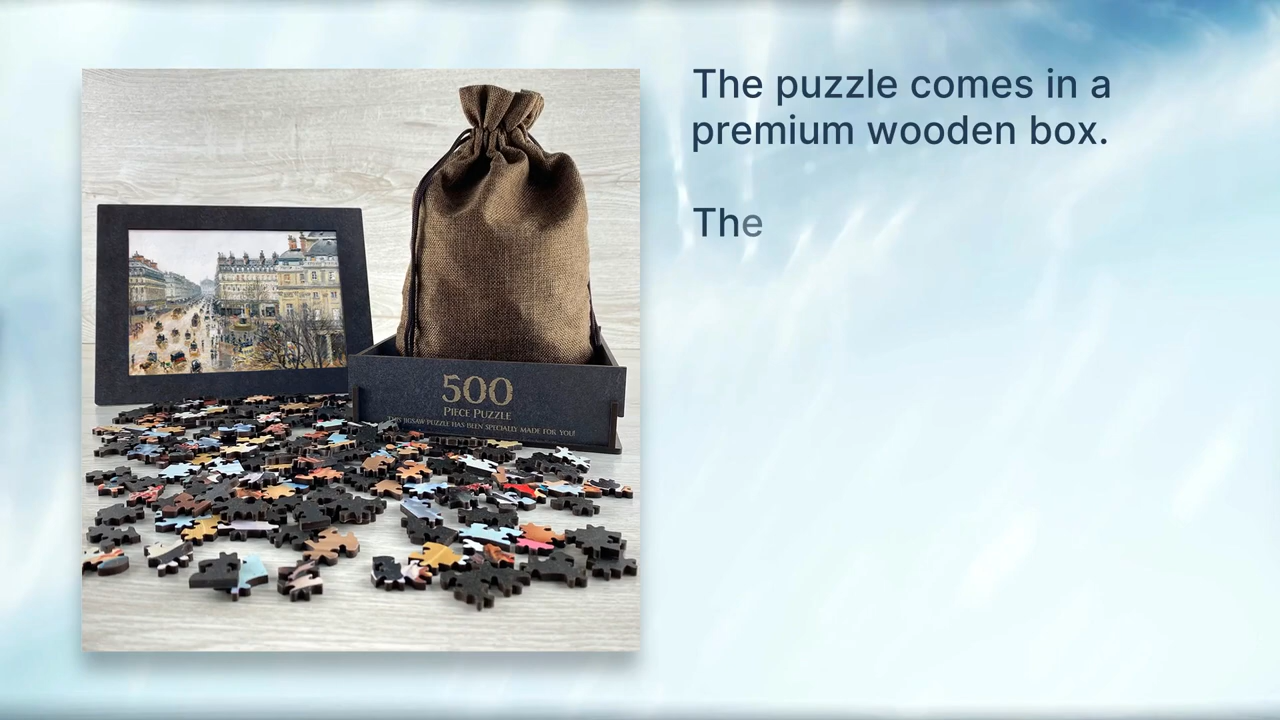 The puzzle comes in a
premium wooden box.
The
500
PIECE PUZZLE
THIS JIGSAW PUZZLE HAS BEEN SPECIALLY MADE FOR YOU!